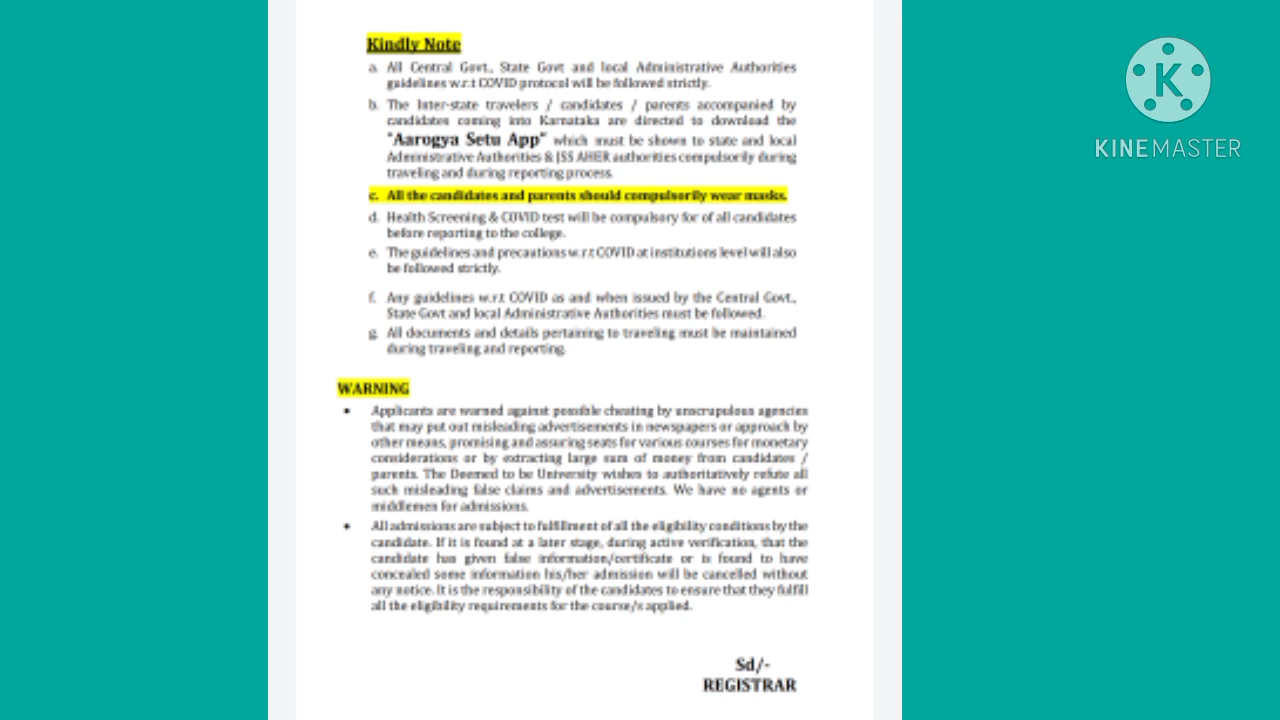 Kindly Note
a. All Central Govt., State Govt and local Administrative Authorities
guidelines w.r.t COVID protocol will be followed strictly.
b. The Inter-state travelers / candidates / parents accompanied by
candidates coming into Karnataka are directed to download the
"Aarogya Setu App" which must be shown to state and local
Administrative Authorities & JSS AHER authorities compulsorily during
traveling and during reporting process.
c. All the candidates and parents should compulsorily wear masks.
d. Health Screening & COVID test will be compulsory for of all candidates
before reporting to the college.
e. The guidelines and precautions w.r.t COVID at institutions level will also
be followed strictly.
f. Any guidelines w.r.t COVID as and when issued by the Central Govt.,
State Govt and local Administrative Authorities must be followed.
g. All documents and details pertaining to traveling must be maintained
during traveling and reporting.
WARNING
• Applicants are warned against possible cheating by unscrupulous agencies
that may put out misleading advertisements in newspapers or approach by
other means, promising and assuring seats for various courses for monetary
considerations or by extracting large sum of money from candidates /
parents. The Deemed to be University wishes to authoritatively refute all
such misleading false claims and advertisements. We have no agents or
middlemen for admissions.
• All admissions are subject to fulfillment of all the eligibility conditions by the
candidate. If it is found at a later stage, during active verification, that the
candidate has given false information/certificate or is found to have
concealed some information his/her admission will be cancelled without
any notice. It is the responsibility of the candidates to ensure that they fulfill
all the eligibility requirements for the course/s applied.
Sd/-
REGISTRAR
K
KINEMASTER